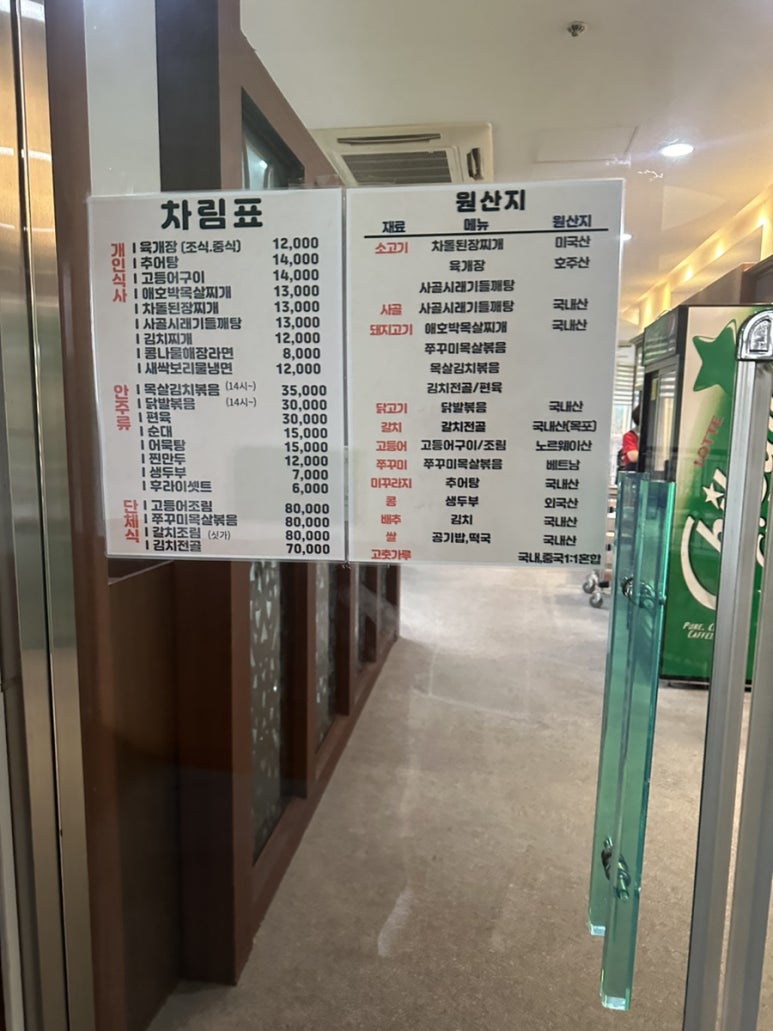 차림표
개인식사
육개장 (조식.중식) 12,000
추어탕 14,000
고등어구이 14,000
애호박목살찌개 13,000
차돌된장찌개 13,000
사골시래기들깨탕 13,000
김치찌개 12,000
콩나물해장라면 8,000
새싹보리물냉면 12,000
안주류
목살김치볶음 (14시~) 35,000
닭발볶음 (14시~) 30,000
편육 30,000
순대 15,000
어묵탕 15,000
찐만두 12,000
생두부 7,000
후라이셋트 6,000
단체식
고등어조림 80,000
쭈꾸미목살볶음 80,000
갈치조림 (싯가) 80,000
김치전골 70,000
원산지
재료 메뉴 원산지
소고기 차돌된장찌개 미국산
육개장 호주산
사골시래기들깨탕
사골 사골시래기들깨탕 국내산
돼지고기 애호박목살찌개 국내산
쭈꾸미목살볶음
목살김치볶음
김치전골/편육
닭고기 닭발볶음 국내산
갈치 갈치전골 국내산(목포)
고등어 고등어구이/조림 노르웨이산
쭈꾸미 쭈꾸미목살볶음 베트남
미꾸라지 추어탕 국내산
콩 생두부 외국산
배추 김치 국내산
쌀 공기밥,떡국 국내산
고춧가루 국내,중국1:1혼합
LOTTE